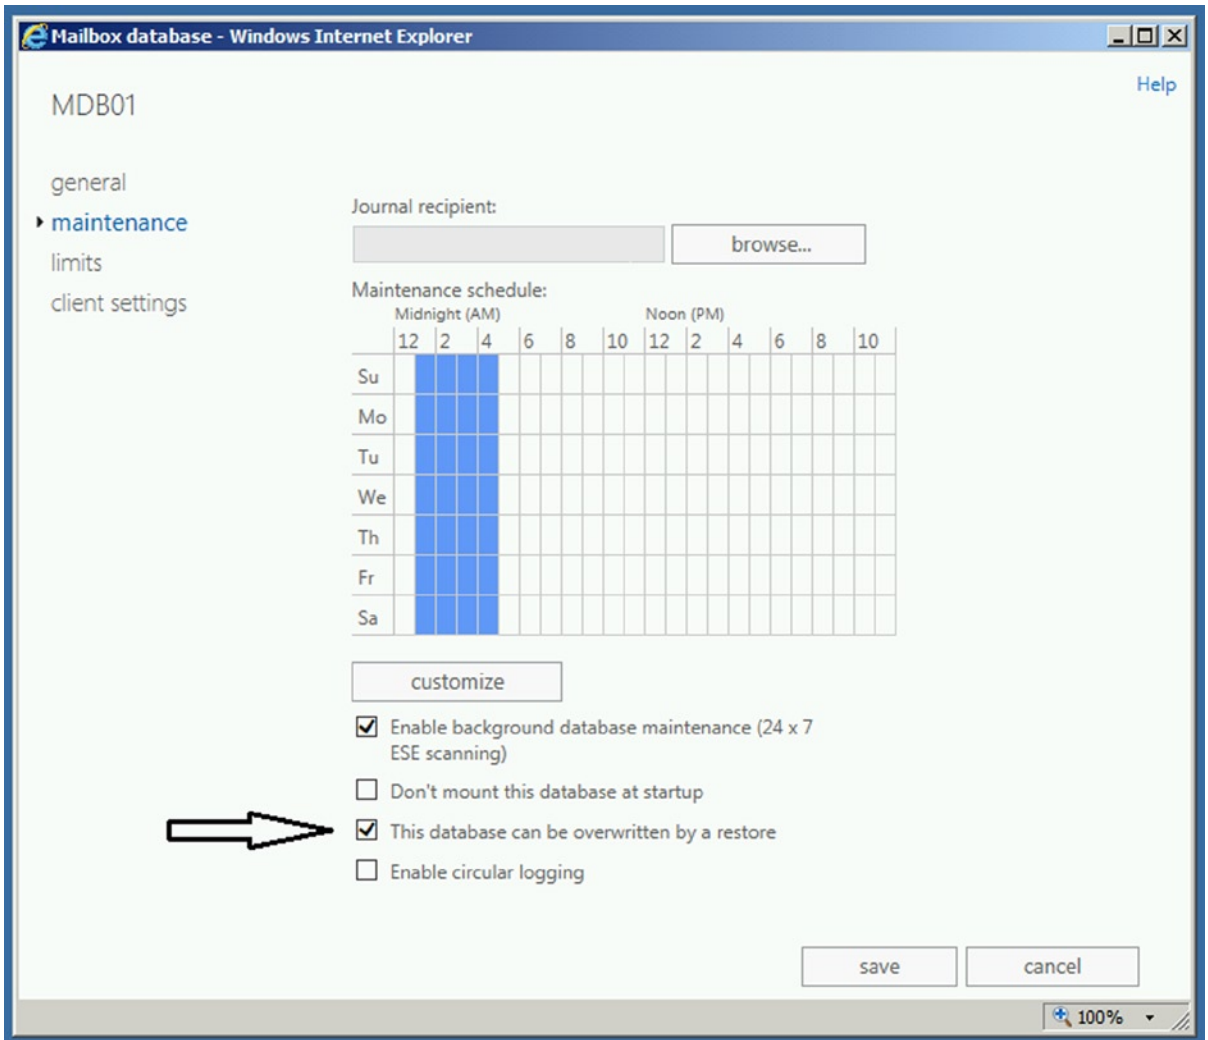 Mailbox database - Windows Internet Explorer
Help
MDB01
general
maintenance
limits
client settings
Journal recipient:
browse...
Maintenance schedule:
Midnight (AM) Noon (PM)
12 2 4 6 8 10 12 2 4 6 8 10
Su
Mo
Tu
We
Th
Fr
Sa
customize
Enable background database maintenance (24 x 7
ESE scanning)
Don't mount this database at startup
This database can be overwritten by a restore
Enable circular logging
save cancel
100%